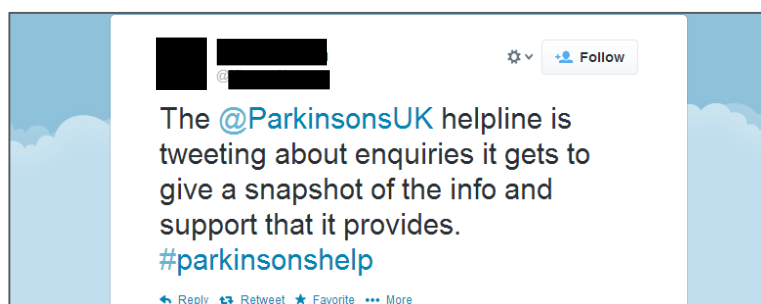 @
Follow
The @ParkinsonsUK helpline is
tweeting about enquiries it gets to
give a snapshot of the info and
support that it provides.
#parkinsonshelp
Reply Retweet Favorite More